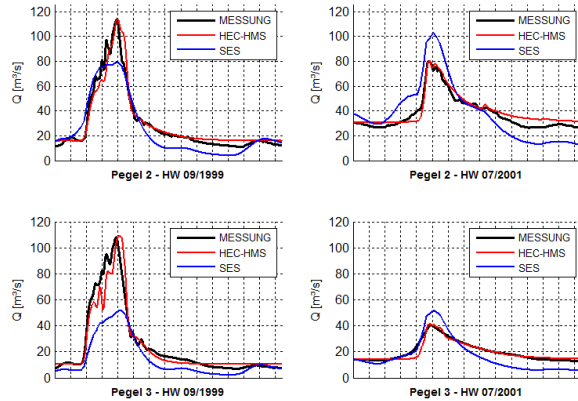 120
100
80
60
40
20
0
Q [m³/s]
MESSUNG
HEC-HMS
SES
Pegel 2 - HW 09/1999
120
100
80
60
40
20
0
Q [m³/s]
MESSUNG
HEC-HMS
SES
Pegel 2 - HW 07/2001
120
100
80
60
40
20
0
Q [m³/s]
MESSUNG
HEC-HMS
SES
Pegel 3 - HW 09/1999
120
100
80
60
40
20
0
Q [m³/s]
MESSUNG
HEC-HMS
SES
Pegel 3 - HW 07/2001